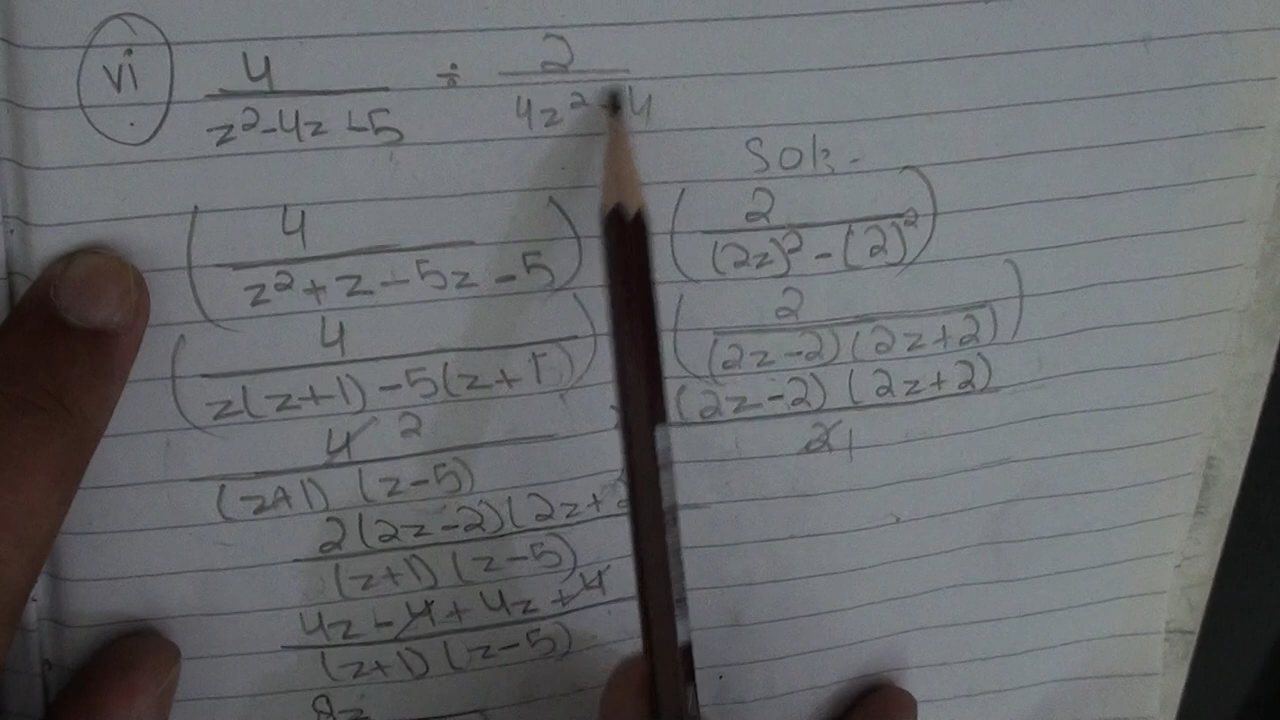 vi 4/(z²-4z-5) ÷ 2/(4z²-4)
Sol:-
(4/(z²+z-5z-5)) (2/((2z)²-(2)²))
(4/(z(z+1)-5(z+1))) (2/((2z-2)(2z+2)))
4 2/((z+1)(z-5)) (2z-2)(2z+2)/2 1
2(2z-2)(2z+
(z+1)(z-5)
4z-4+4z+4
(z+1)(z-5)
8z